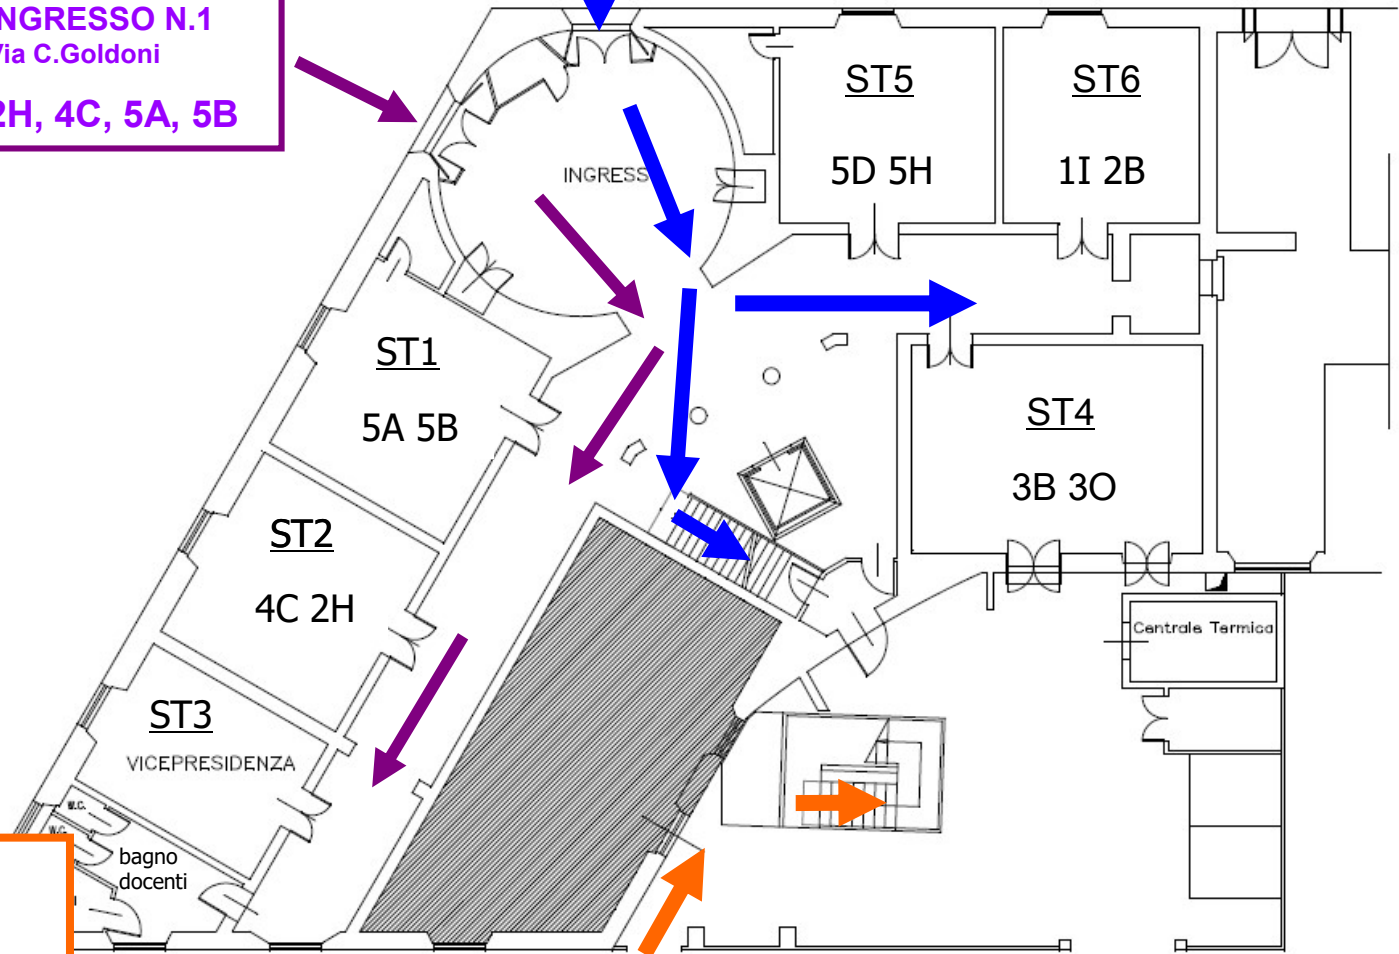 NGRESSO N.1
Via C.Goldoni
2H, 4C, 5A, 5B
INGRESS
ST5
5D 5H
ST6
1I 2B
ST1
5A 5B
ST4
3B 3O
ST2
4C 2H
Centrale Termica
ST3
VICEPRESIDENZA
W.C.
W.C.
bagno
docenti